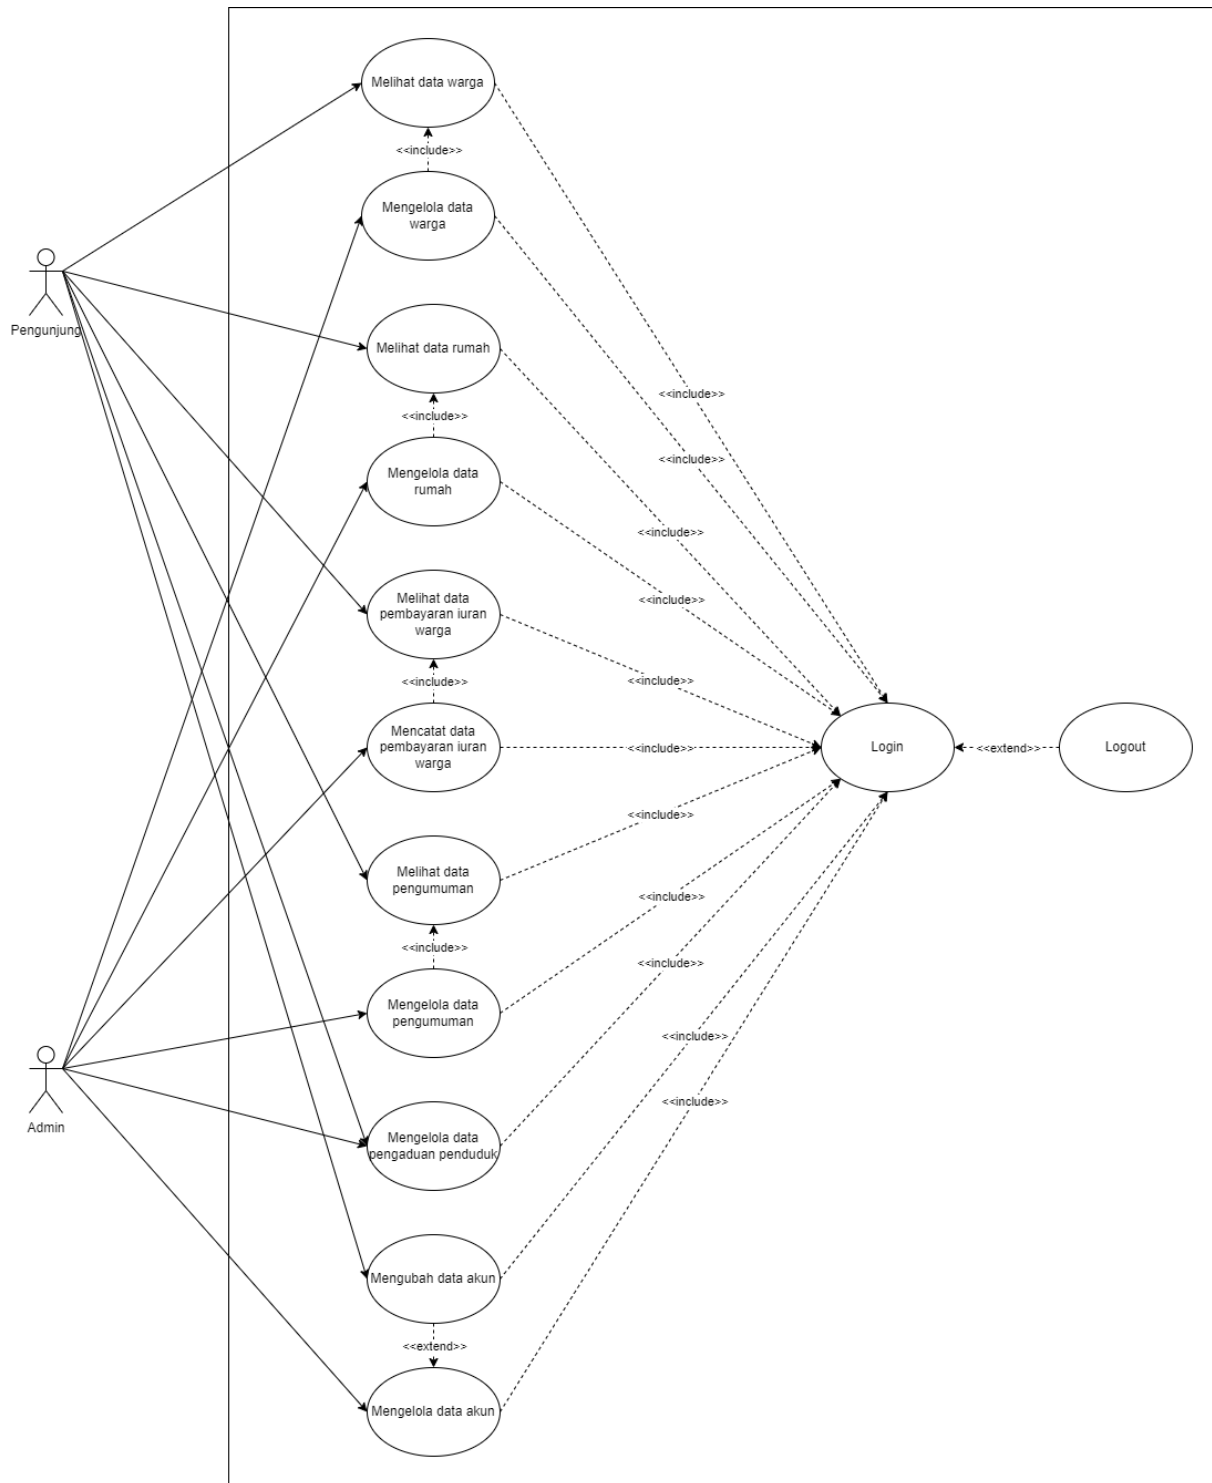 Melihat data warga
<<include>>
Mengelola data
warga
Pengunjung
Melihat data rumah
<<include>>
<<include>>
<<include>>
Mengelola data
rumah
<<include>>
<<include>>
Melihat data
pembayaran iuran
warga
<<include>>
<<include>>
Mencatat data
pembayaran iuran
warga
<<include>>
Login
<<extend>>
Logout
<<include>>
Melihat data
pengumuman
<<include>>
<<include>>
<<include>>
Mengelola data
pengumuman
<<include>>
Admin
<<include>>
Mengelola data
pengaduan penduduk
Mengubah data akun
<<extend>>
Mengelola data akun